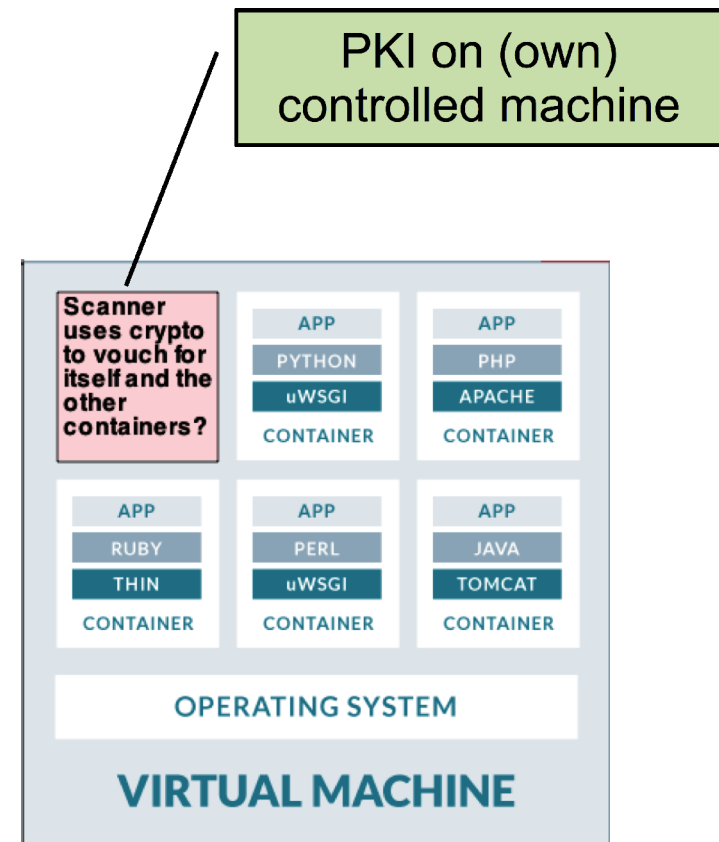 PKI on (own)
controlled machine
Scanner
uses crypto
to vouch for
itself and the
other
containers?
APP
PYTHON
uWSGI
CONTAINER
APP
PHP
APACHE
CONTAINER
APP
RUBY
THIN
CONTAINER
APP
PERL
uWSGI
CONTAINER
APP
JAVA
TOMCAT
CONTAINER
OPERATING SYSTEM
VIRTUAL MACHINE